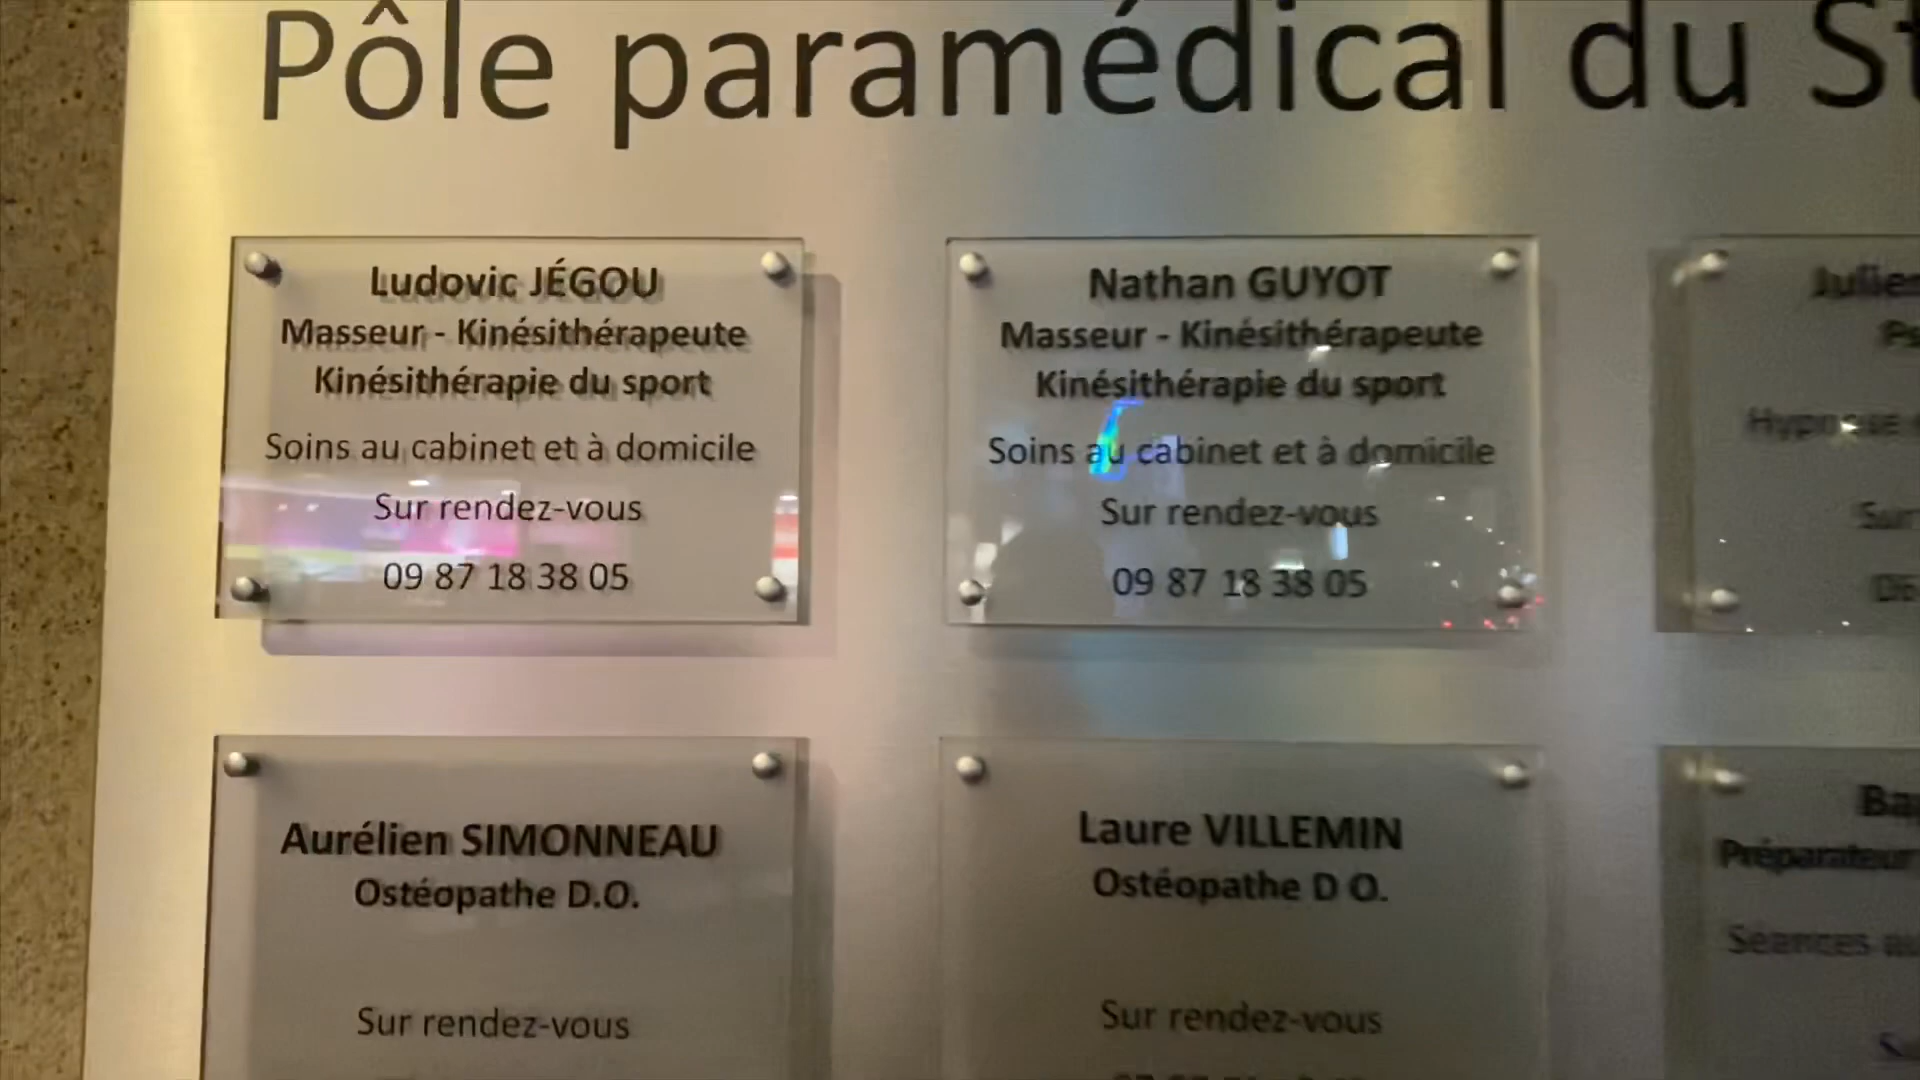 Pôle paramédical du
Ludovic JÉGOU
Masseur - Kinésithérapeute
Kinésithérapie du sport
Soins au cabinet et à domicile
Sur rendez-vous
09 87 18 38 05
Nathan GUYOT
Masseur - Kinésithérapeute
Kinésithérapie du sport
Soins au cabinet et à domicile
Sur rendez-vous
09 87 18 38 05
Aurélien SIMONNEAU
Ostéopathe D.O.
Sur rendez-vous
Laure VILLEMIN
Ostéopathe D O.
Sur rendez-vous
Préparateur
Séances